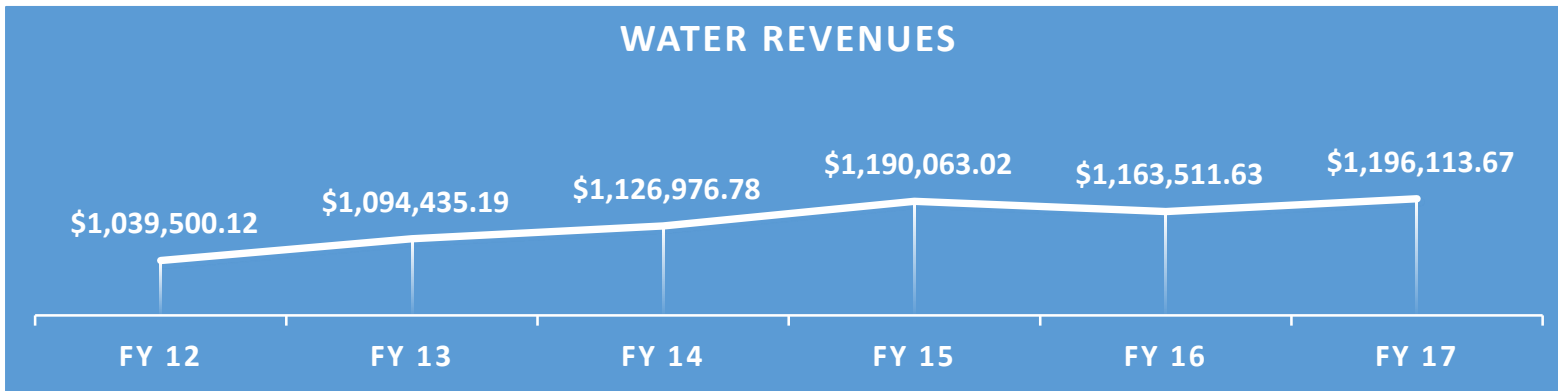 WATER REVENUES
$1,039,500.12
$1,094,435.19
$1,126,976.78
$1,190,063.02
$1,163,511.63
$1,196,113.67
FY 12
FY 13
FY 14
FY 15
FY 16
FY 17